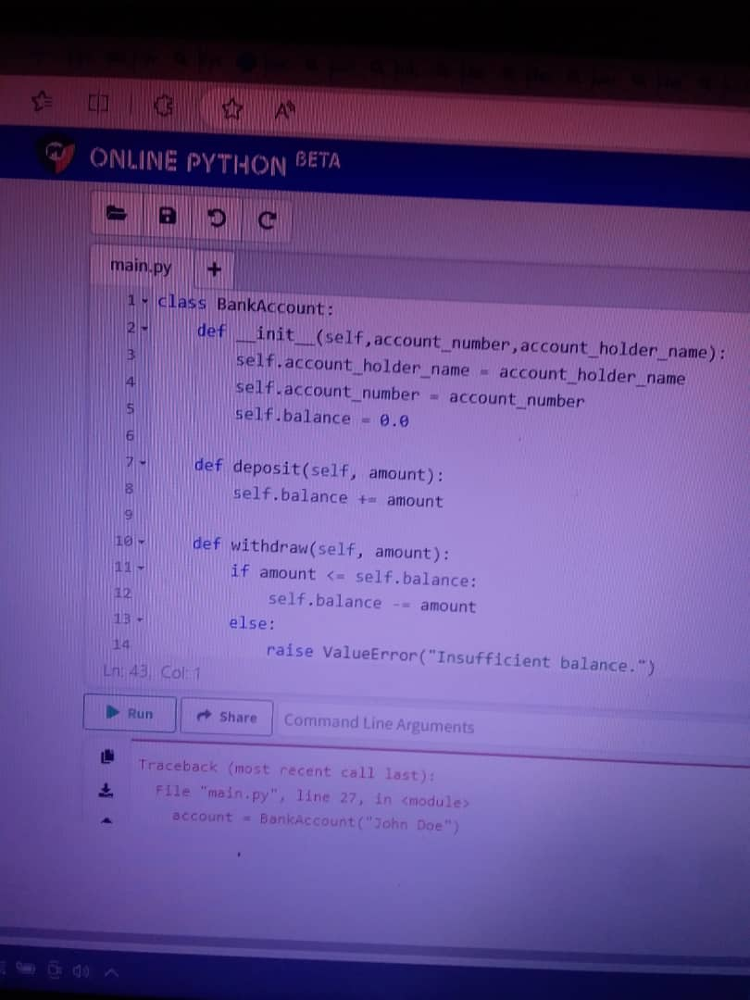 ONLINE PYTHON BETA
main.py +
1 class BankAccount:
2 def __init__(self,account_number,account_holder_name):
3 self.account_holder_name = account_holder_name
4 self.account_number = account_number
5 self.balance = 0.0
6
7 def deposit(self, amount):
8 self.balance += amount
9
10 def withdraw(self, amount):
11 if amount <= self.balance:
12 self.balance -= amount
13 else:
14 raise ValueError("Insufficient balance.")
Ln: 43, Col: 1
Run Share Command Line Arguments
Traceback (most recent call last):
File "main.py", line 27, in <module>
account = BankAccount("John Doe")